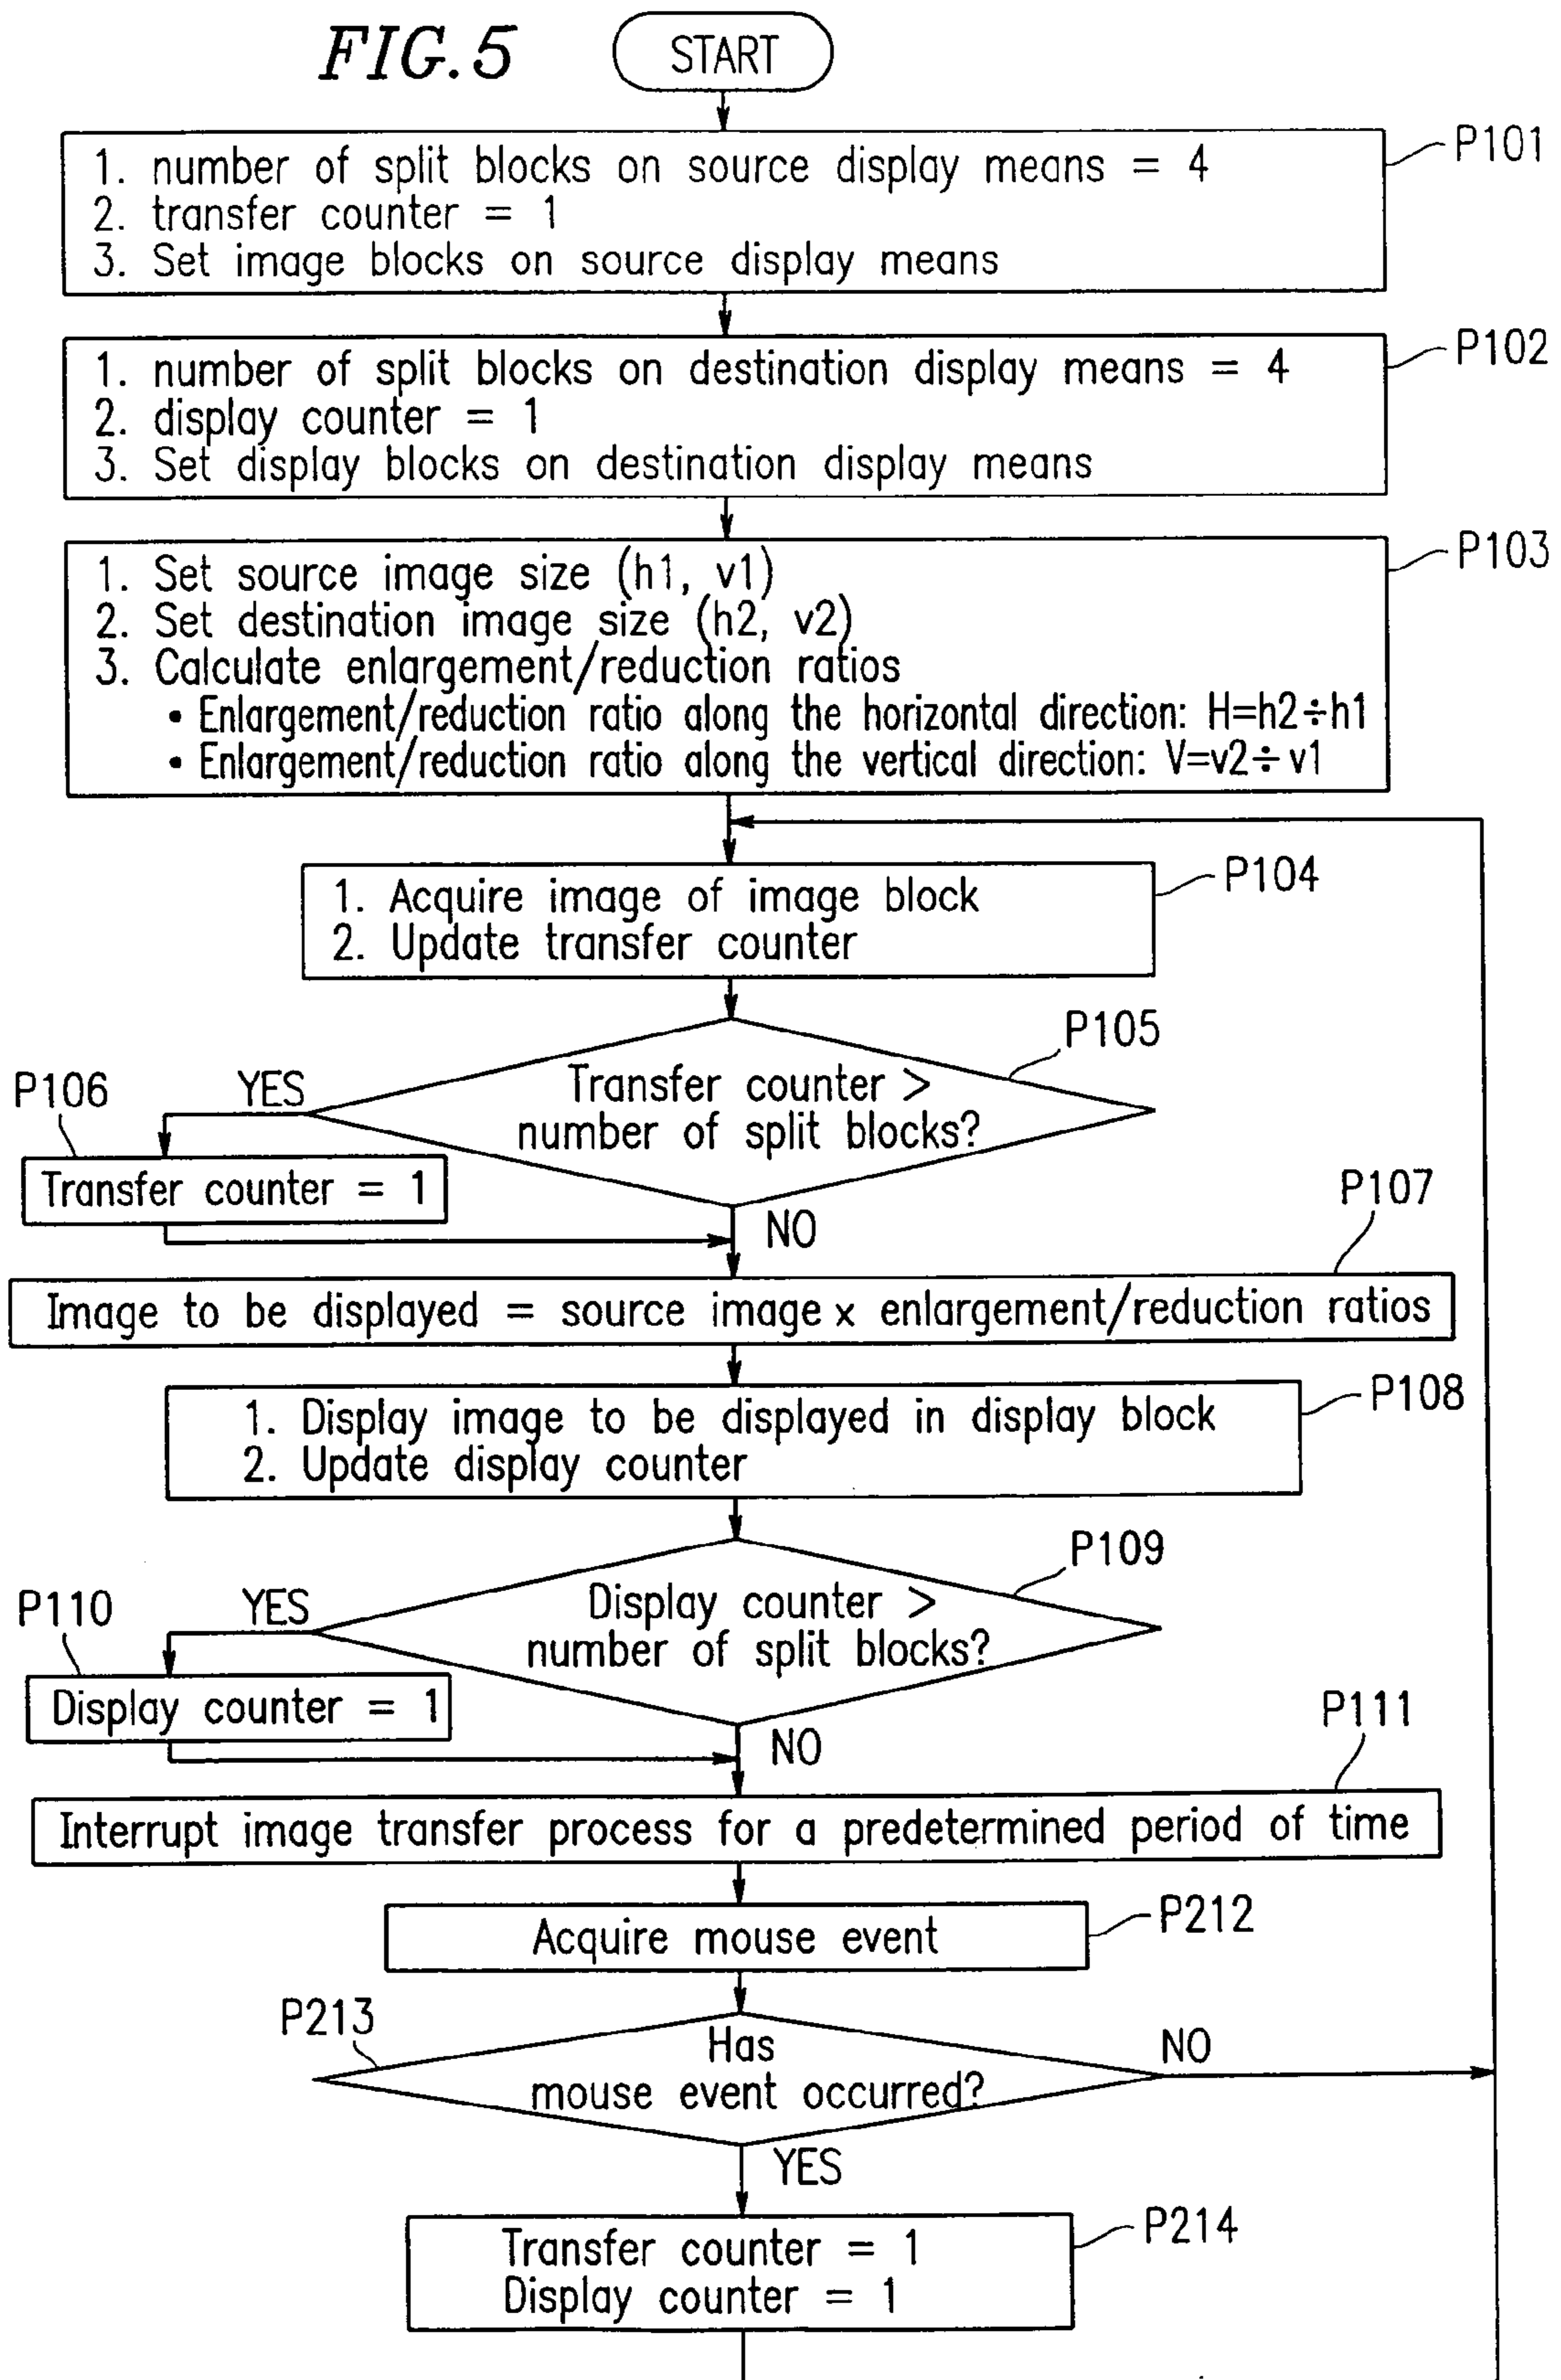 FIG.5
START
P101
1. number of split blocks on source display means = 4
2. transfer counter = 1
3. Set image blocks on source display means
P102
1. number of split blocks on destination display means = 4
2. display counter = 1
3. Set display blocks on destination display means
P103
1. Set source image size (h1, v1)
2. Set destination image size (h2, v2)
3. Calculate enlargement/reduction ratios
• Enlargement/reduction ratio along the horizontal direction: H=h2÷h1
• Enlargement/reduction ratio along the vertical direction: V=v2÷v1
P104
1. Acquire image of image block
2. Update transfer counter
P105
Transfer counter >
number of split blocks?
YES
P106
Transfer counter = 1
NO
P107
Image to be displayed = source image x enlargement/reduction ratios
P108
1. Display image to be displayed in display block
2. Update display counter
P109
Display counter >
number of split blocks?
YES
P110
Display counter = 1
NO
P111
Interrupt image transfer process for a predetermined period of time
P212
Acquire mouse event
P213
Has
mouse event occurred?
NO
YES
P214
Transfer counter = 1
Display counter = 1